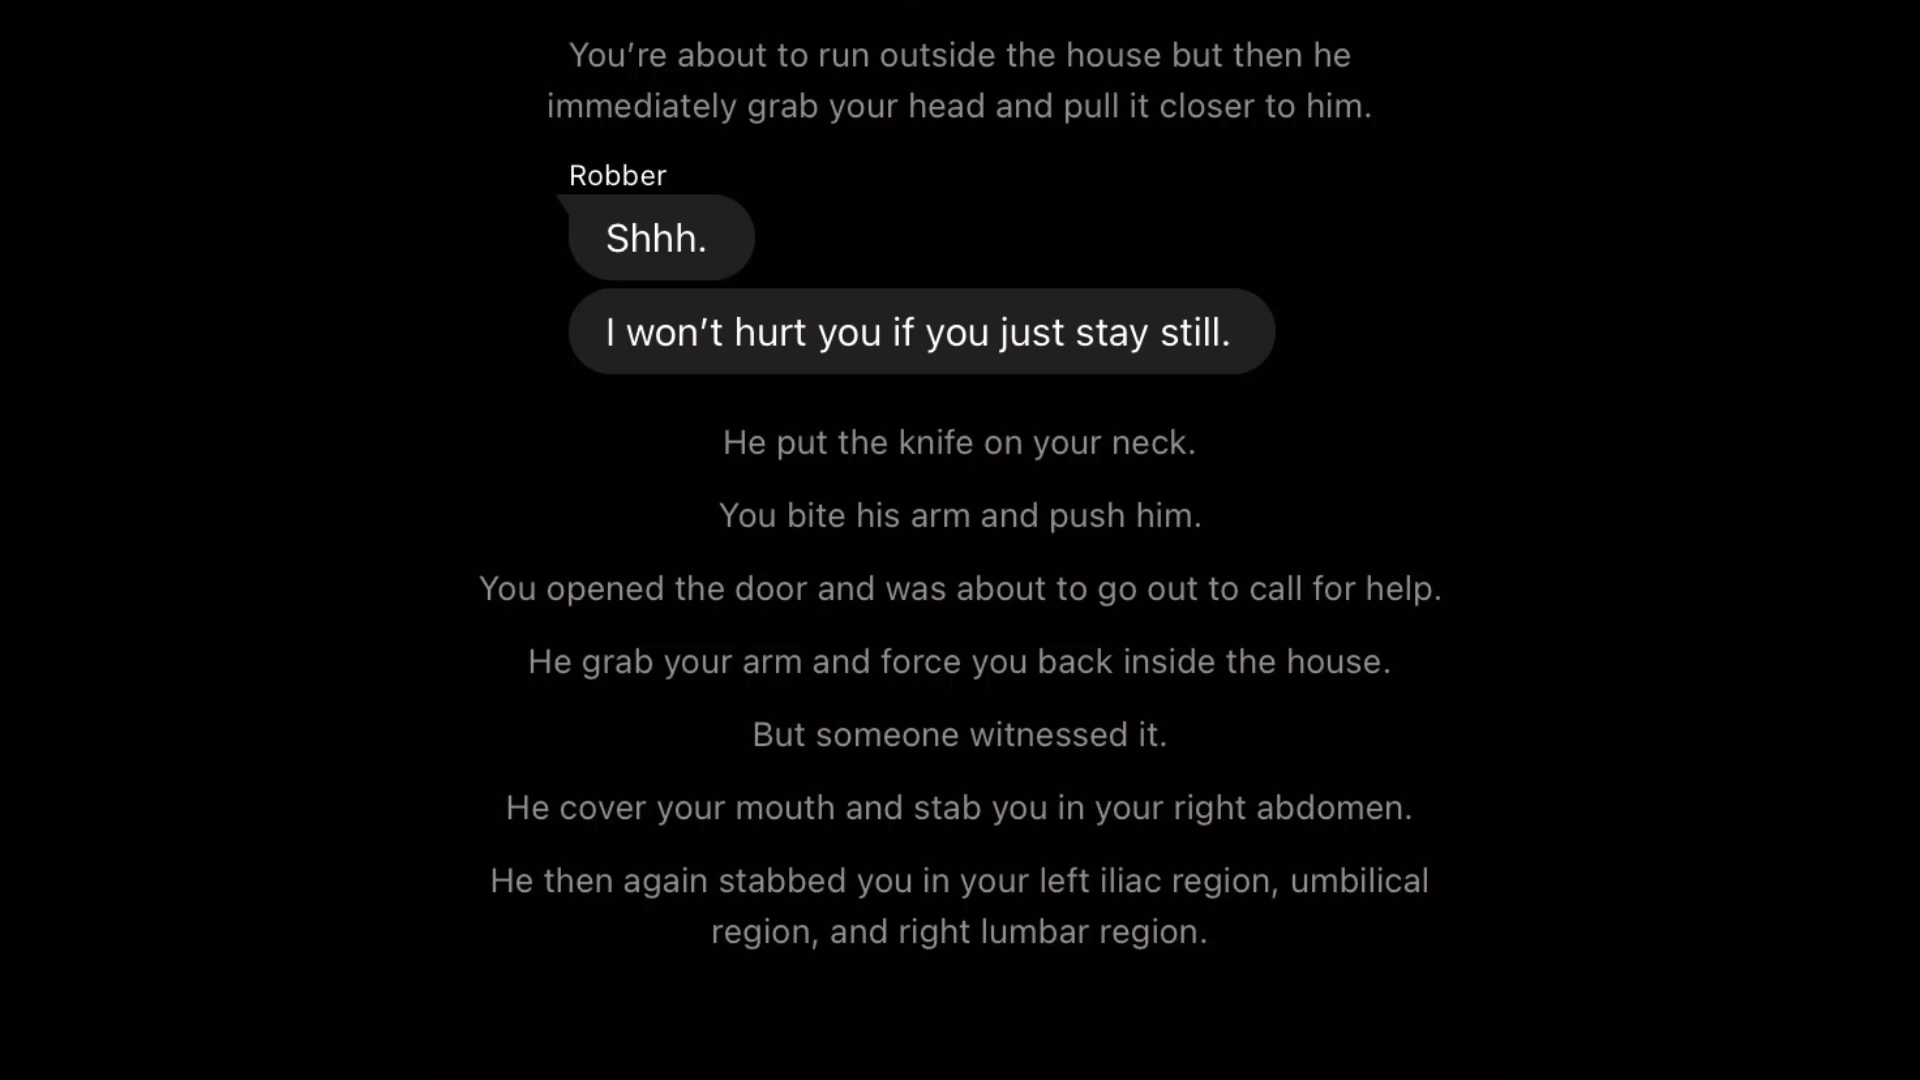 You’re about to run outside the house but then he
immediately grab your head and pull it closer to him.
Robber
Shhh.
I won’t hurt you if you just stay still.
He put the knife on your neck.
You bite his arm and push him.
You opened the door and was about to go out to call for help.
He grab your arm and force you back inside the house.
But someone witnessed it.
He cover your mouth and stab you in your right abdomen.
He then again stabbed you in your left iliac region, umbilical
region, and right lumbar region.